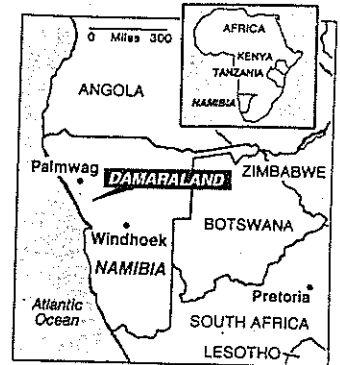 0 Miles 300
AFRICA
KENYA
TANZANIA
NAMIBIA
ANGOLA
Palmwag
DAMARALAND
ZIMBABWE
Windhoek
BOTSWANA
NAMIBIA
Pretoria
Atlantic
Ocean
SOUTH AFRICA
LESOTHO